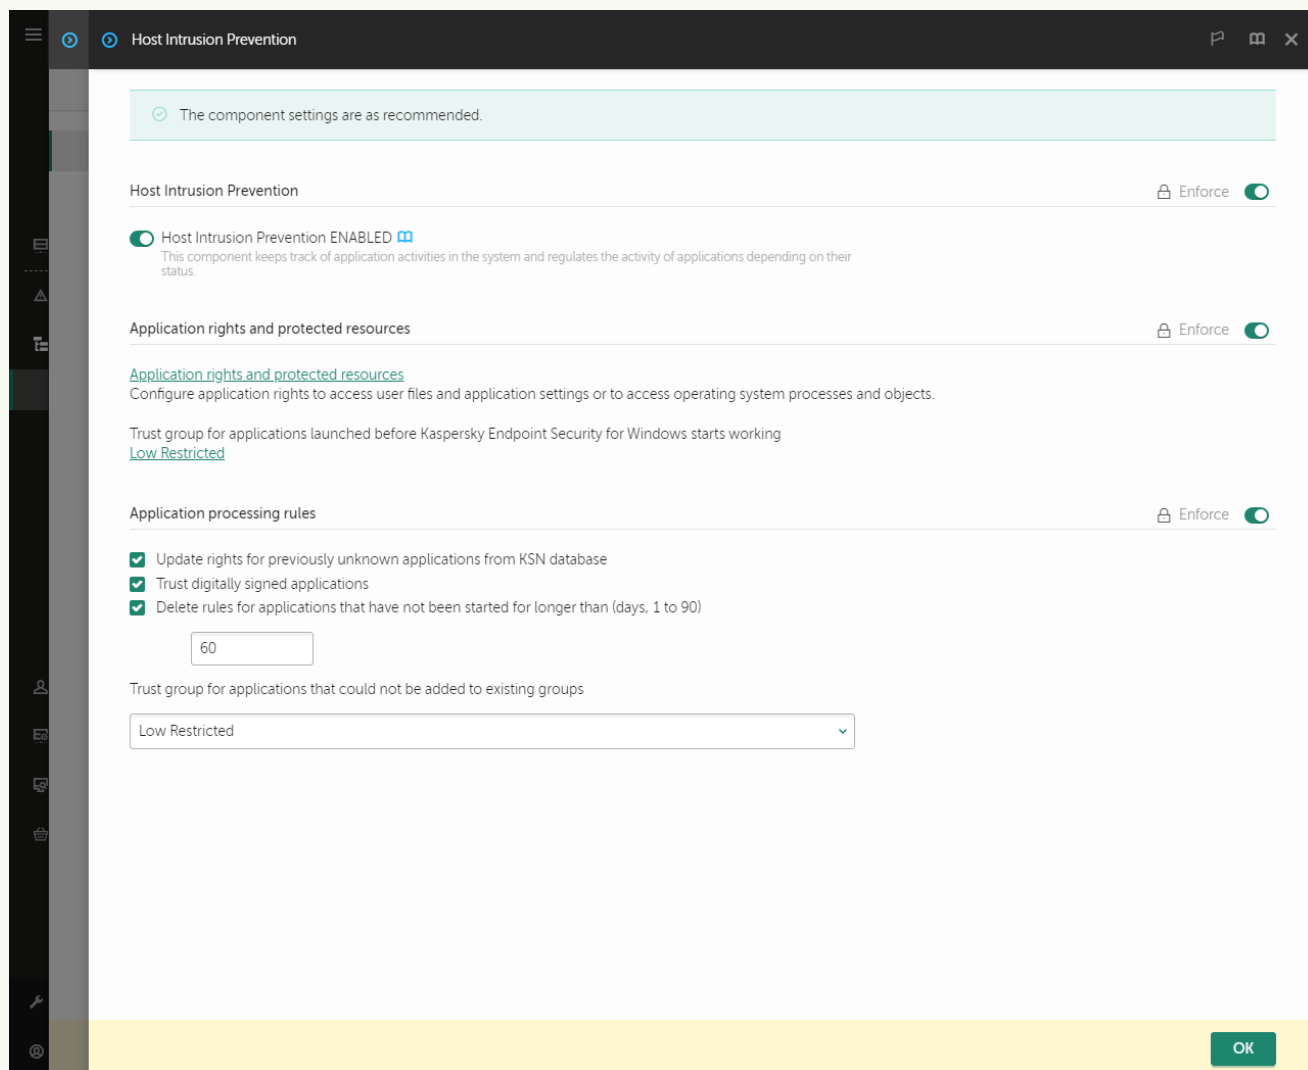 Host Intrusion Prevention
The component settings are as recommended.
Host Intrusion Prevention
Enforce
Host Intrusion Prevention ENABLED
This component keeps track of application activities in the system and regulates the activity of applications depending on their
status.
Application rights and protected resources
Enforce
Application rights and protected resources
Configure application rights to access user files and application settings or to access operating system processes and objects.
Trust group for applications launched before Kaspersky Endpoint Security for Windows starts working
Low Restricted
Application processing rules
Enforce
Update rights for previously unknown applications from KSN database
Trust digitally signed applications
Delete rules for applications that have not been started for longer than (days, 1 to 90)
60
Trust group for applications that could not be added to existing groups
Low Restricted
OK